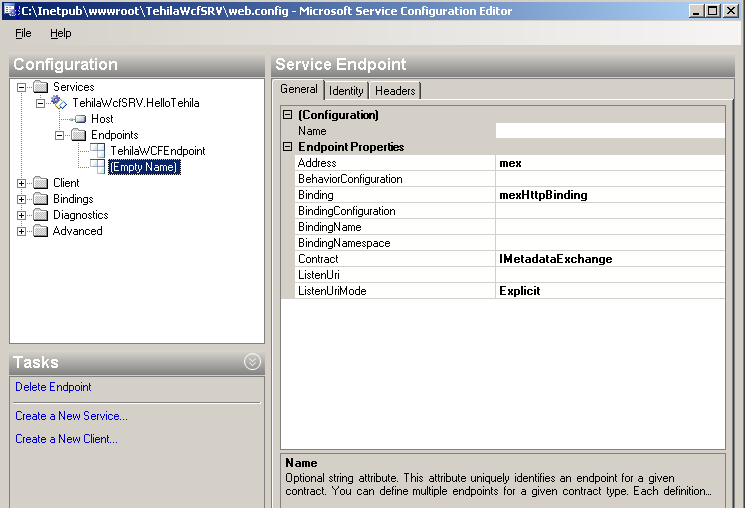 C:\Inetpub\wwwroot\TehilaWcfSRV\web.config - Microsoft Service Configuration Editor
File Help
Configuration
Services
TehilaWcfSRV.HelloTehila
Host
Endpoints
TehilaWCFEndpoint
(Empty Name)
Client
Bindings
Diagnostics
Advanced
Tasks
Delete Endpoint
Create a New Service...
Create a New Client...
Service Endpoint
General Identity Headers
(Configuration)
Name
Endpoint Properties
Address mex
BehaviorConfiguration
Binding mexHttpBinding
BindingConfiguration
BindingName
BindingNamespace
Contract IMetadataExchange
ListenUri
ListenUriMode Explicit
Name
Optional string attribute. This attribute uniquely identifies an endpoint for a given
contract. You can define multiple endpoints for a given contract type. Each definition...